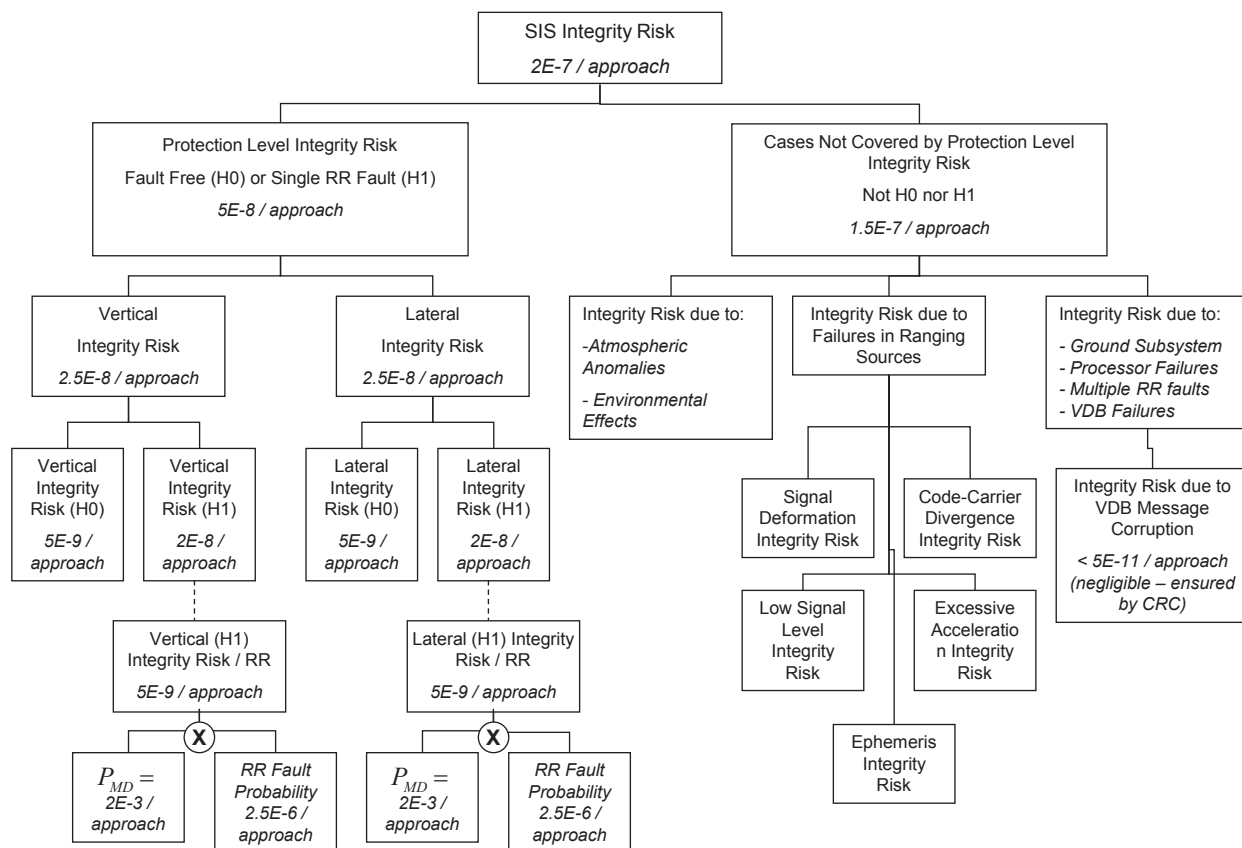 SIS Integrity Risk
2E-7 / approach
Protection Level Integrity Risk
Fault Free (H0) or Single RR Fault (H1)
5E-8 / approach
Cases Not Covered by Protection Level
Integrity Risk
Not H0 nor H1
1.5E-7 / approach
Vertical
Integrity Risk
2.5E-8 / approach
Lateral
Integrity Risk
2.5E-8 / approach
Integrity Risk due to:
-Atmospheric
Anomalies
- Environmental
Effects
Integrity Risk due to
Failures in Ranging
Sources
Integrity Risk due to:
- Ground Subsystem
- Processor Failures
- Multiple RR faults
- VDB Failures
Vertical
Integrity
Risk (H0)
5E-9 /
approach
Vertical
Integrity
Risk (H1)
2E-8 /
approach
Lateral
Integrity
Risk (H0)
5E-9 /
approach
Lateral
Integrity
Risk (H1)
2E-8 /
approach
Signal
Deformation
Integrity Risk
Code-Carrier
Divergence
Integrity Risk
Integrity Risk due to
VDB Message
Corruption
< 5E-11 / approach
(negligible – ensured
by CRC)
Low Signal
Level
Integrity
Risk
Excessive
Acceleratio
n Integrity
Risk
Vertical (H1)
Integrity Risk / RR
5E-9 / approach
Lateral (H1) Integrity
Risk / RR
5E-9 / approach
X
X
P_MD =
2E-3 /
approach
RR Fault
Probability
2.5E-6 /
approach
P_MD =
2E-3 /
approach
RR Fault
Probability
2.5E-6 /
approach
Ephemeris
Integrity
Risk